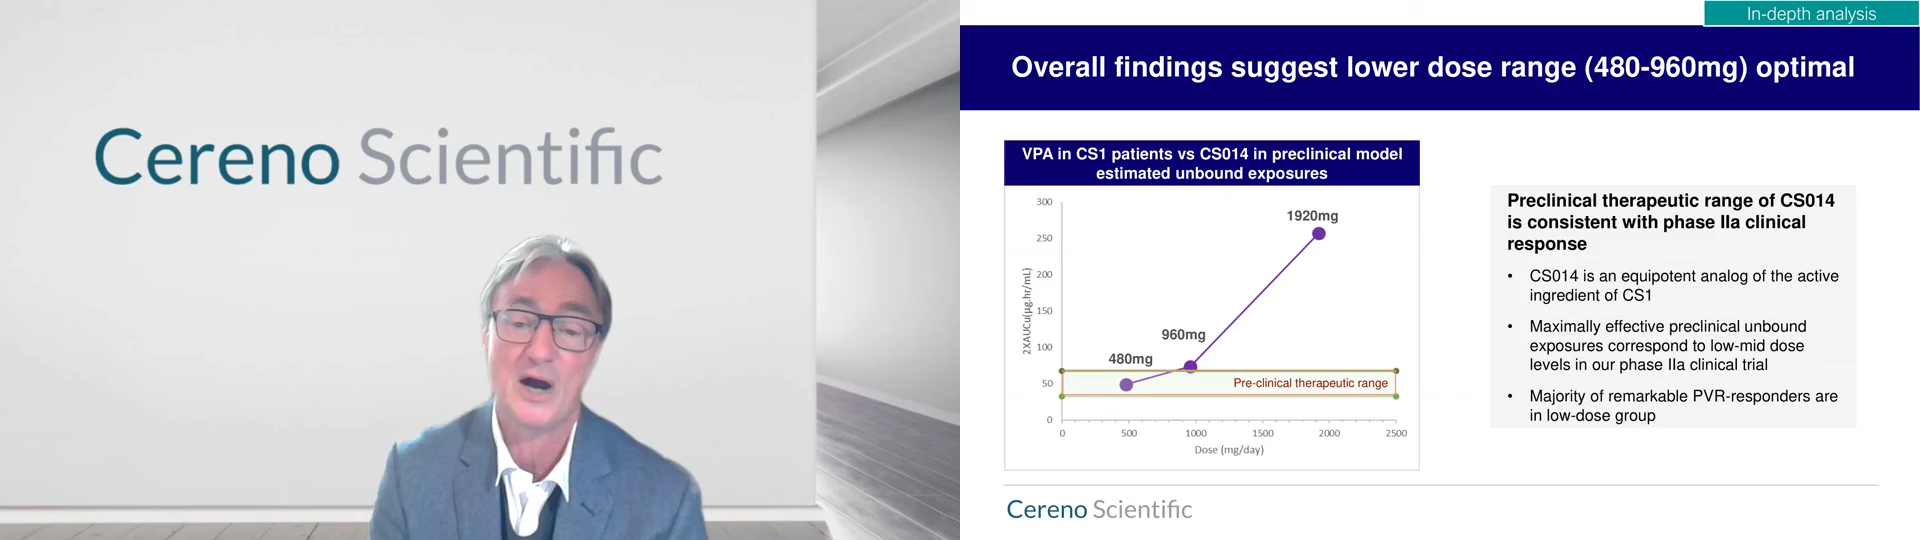 Cereno Scientific
In-depth analysis
Overall findings suggest lower dose range (480-960mg) optimal
VPA in CS1 patients vs CS014 in preclinical model
estimated unbound exposures
300
250
200
150
100
50
0
2XAUCu(µg.hr/mL)
1920mg
960mg
480mg
Pre-clinical therapeutic range
0 500 1000 1500 2000 2500
Dose (mg/day)
Preclinical therapeutic range of CS014
is consistent with phase IIa clinical
response
• CS014 is an equipotent analog of the active
ingredient of CS1
• Maximally effective preclinical unbound
exposures correspond to low-mid dose
levels in our phase IIa clinical trial
• Majority of remarkable PVR-responders are
in low-dose group
Cereno Scientific